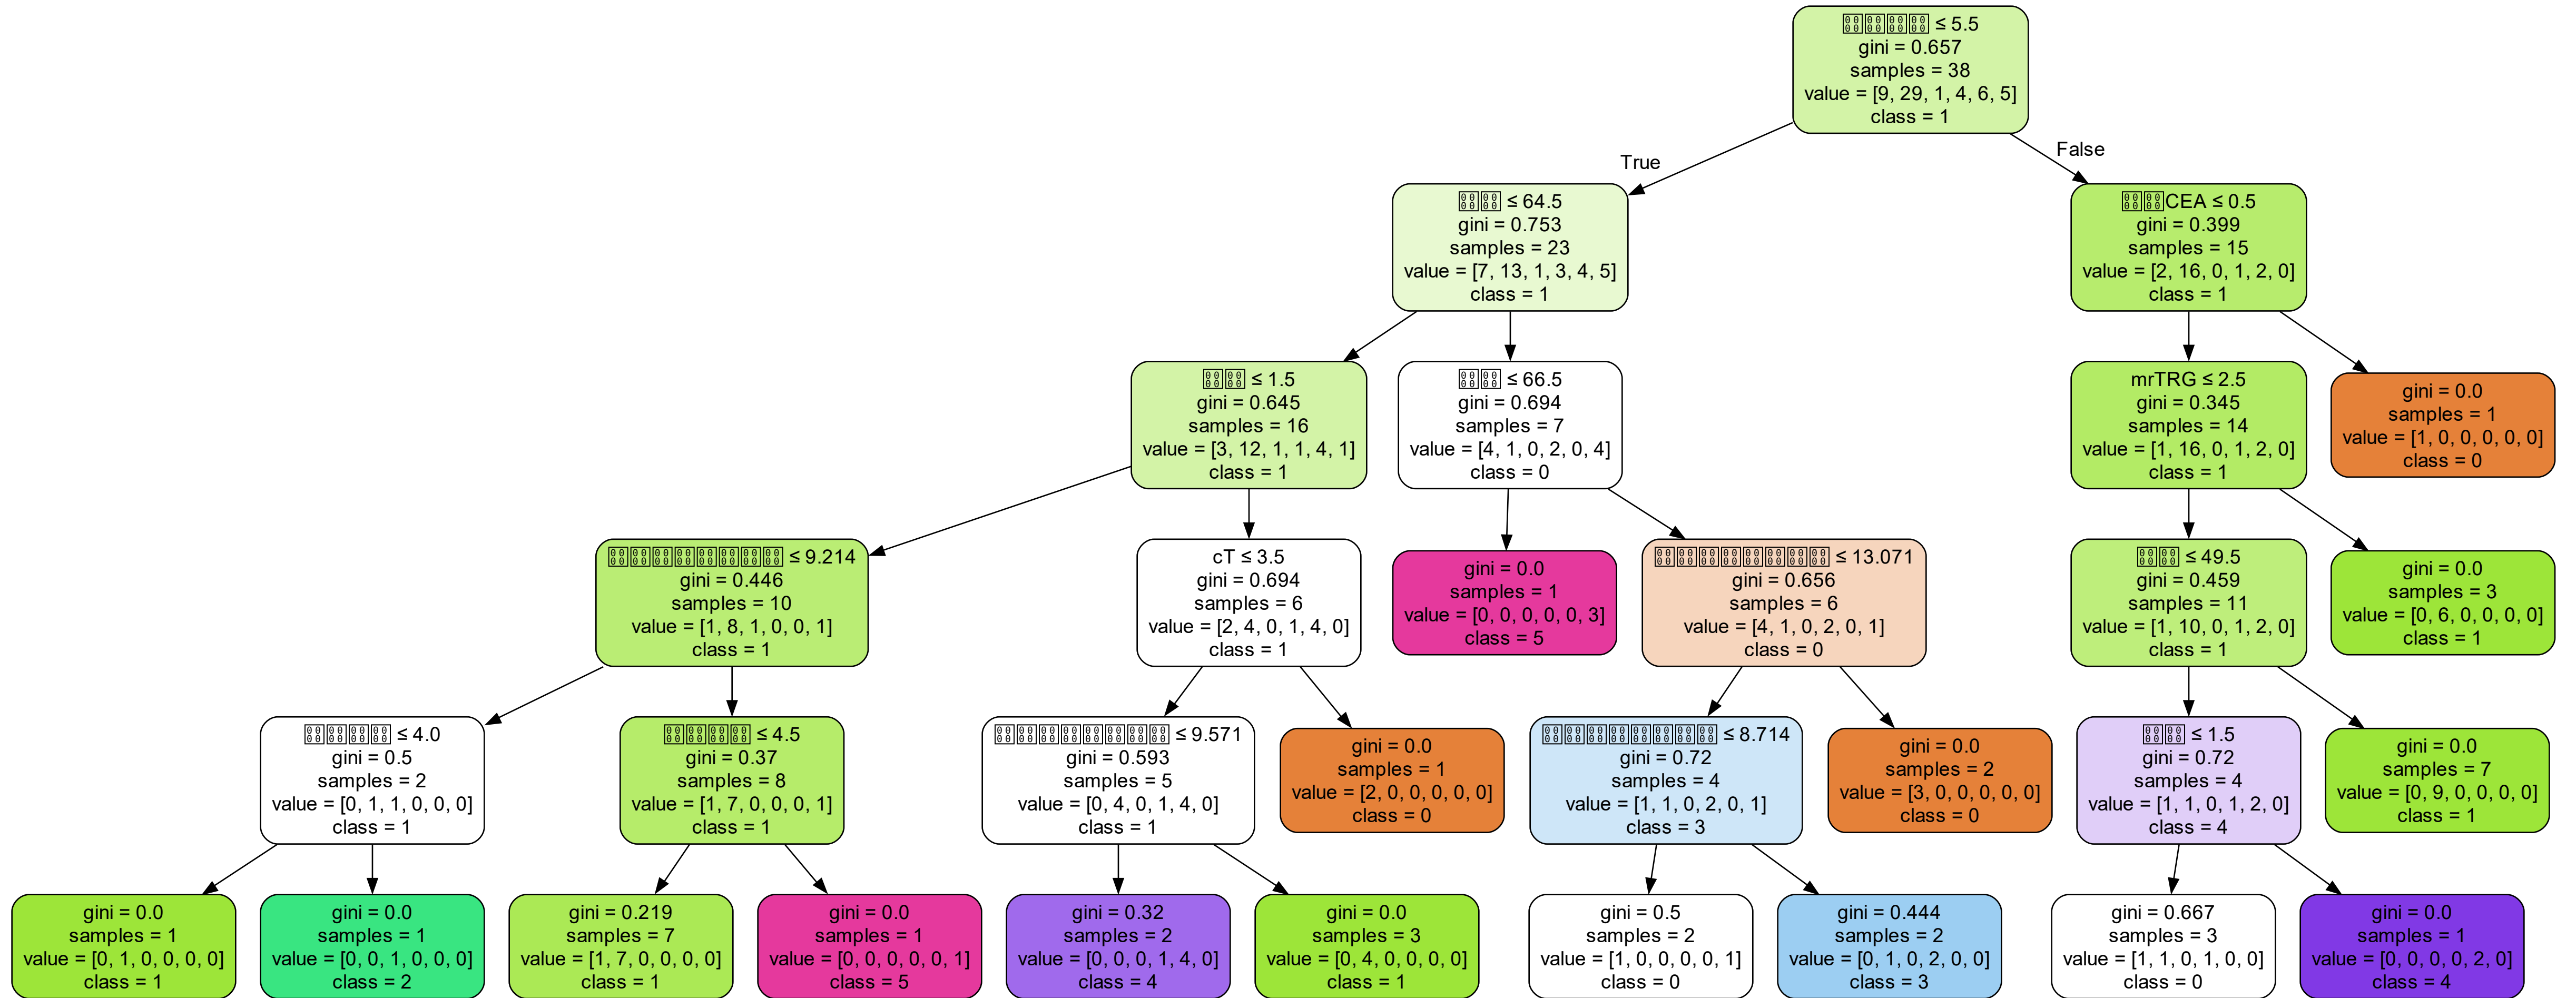 ≤ 5.5
gini = 0.657
samples = 38
value = [9, 29, 1, 4, 6, 5]
class = 1
True
False
≤ 64.5
gini = 0.753
samples = 23
value = [7, 13, 1, 3, 4, 5]
class = 1
CEA ≤ 0.5
gini = 0.399
samples = 15
value = [2, 16, 0, 1, 2, 0]
class = 1
≤ 1.5
gini = 0.645
samples = 16
value = [3, 12, 1, 1, 4, 1]
class = 1
≤ 66.5
gini = 0.694
samples = 7
value = [4, 1, 0, 2, 0, 4]
class = 0
mrTRG ≤ 2.5
gini = 0.345
samples = 14
value = [1, 16, 0, 1, 2, 0]
class = 1
gini = 0.0
samples = 1
value = [1, 0, 0, 0, 0, 0]
class = 0
≤ 9.214
gini = 0.446
samples = 10
value = [1, 8, 1, 0, 0, 1]
class = 1
cT ≤ 3.5
gini = 0.694
samples = 6
value = [2, 4, 0, 1, 4, 0]
class = 1
gini = 0.0
samples = 1
value = [0, 0, 0, 0, 0, 3]
class = 5
≤ 13.071
gini = 0.656
samples = 6
value = [4, 1, 0, 2, 0, 1]
class = 0
≤ 49.5
gini = 0.459
samples = 11
value = [1, 10, 0, 1, 2, 0]
class = 1
gini = 0.0
samples = 3
value = [0, 6, 0, 0, 0, 0]
class = 1
≤ 4.0
gini = 0.5
samples = 2
value = [0, 1, 1, 0, 0, 0]
class = 1
≤ 4.5
gini = 0.37
samples = 8
value = [1, 7, 0, 0, 0, 1]
class = 1
≤ 9.571
gini = 0.593
samples = 5
value = [0, 4, 0, 1, 4, 0]
class = 1
gini = 0.0
samples = 1
value = [2, 0, 0, 0, 0, 0]
class = 0
≤ 8.714
gini = 0.72
samples = 4
value = [1, 1, 0, 2, 0, 1]
class = 3
gini = 0.0
samples = 2
value = [3, 0, 0, 0, 0, 0]
class = 0
≤ 1.5
gini = 0.72
samples = 4
value = [1, 1, 0, 1, 2, 0]
class = 4
gini = 0.0
samples = 7
value = [0, 9, 0, 0, 0, 0]
class = 1
gini = 0.0
samples = 1
value = [0, 1, 0, 0, 0, 0]
class = 1
gini = 0.0
samples = 1
value = [0, 0, 1, 0, 0, 0]
class = 2
gini = 0.219
samples = 7
value = [1, 7, 0, 0, 0, 0]
class = 1
gini = 0.0
samples = 1
value = [0, 0, 0, 0, 0, 1]
class = 5
gini = 0.32
samples = 2
value = [0, 0, 0, 1, 4, 0]
class = 4
gini = 0.0
samples = 3
value = [0, 4, 0, 0, 0, 0]
class = 1
gini = 0.5
samples = 2
value = [1, 0, 0, 0, 0, 1]
class = 0
gini = 0.444
samples = 2
value = [0, 1, 0, 2, 0, 0]
class = 3
gini = 0.667
samples = 3
value = [1, 1, 0, 1, 0, 0]
class = 0
gini = 0.0
samples = 1
value = [0, 0, 0, 0, 2, 0]
class = 4